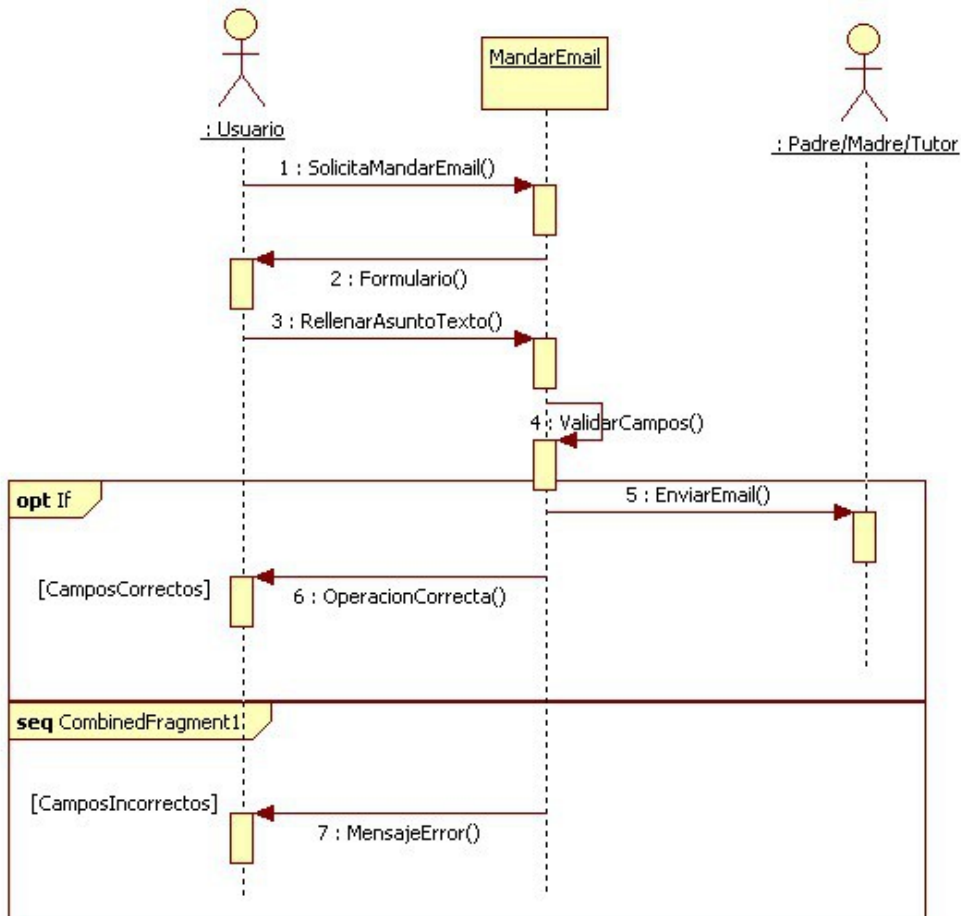 MandarEmail
: Usuario
: Padre/Madre/Tutor
1 : SolicitaMandarEmail()
2 : Formulario()
3 : RellenarAsuntoTexto()
4 : ValidarCampos()
opt If
5 : EnviarEmail()
[CamposCorrectos]
6 : OperacionCorrecta()
seq CombinedFragment1
[CamposIncorrectos]
7 : MensajeError()